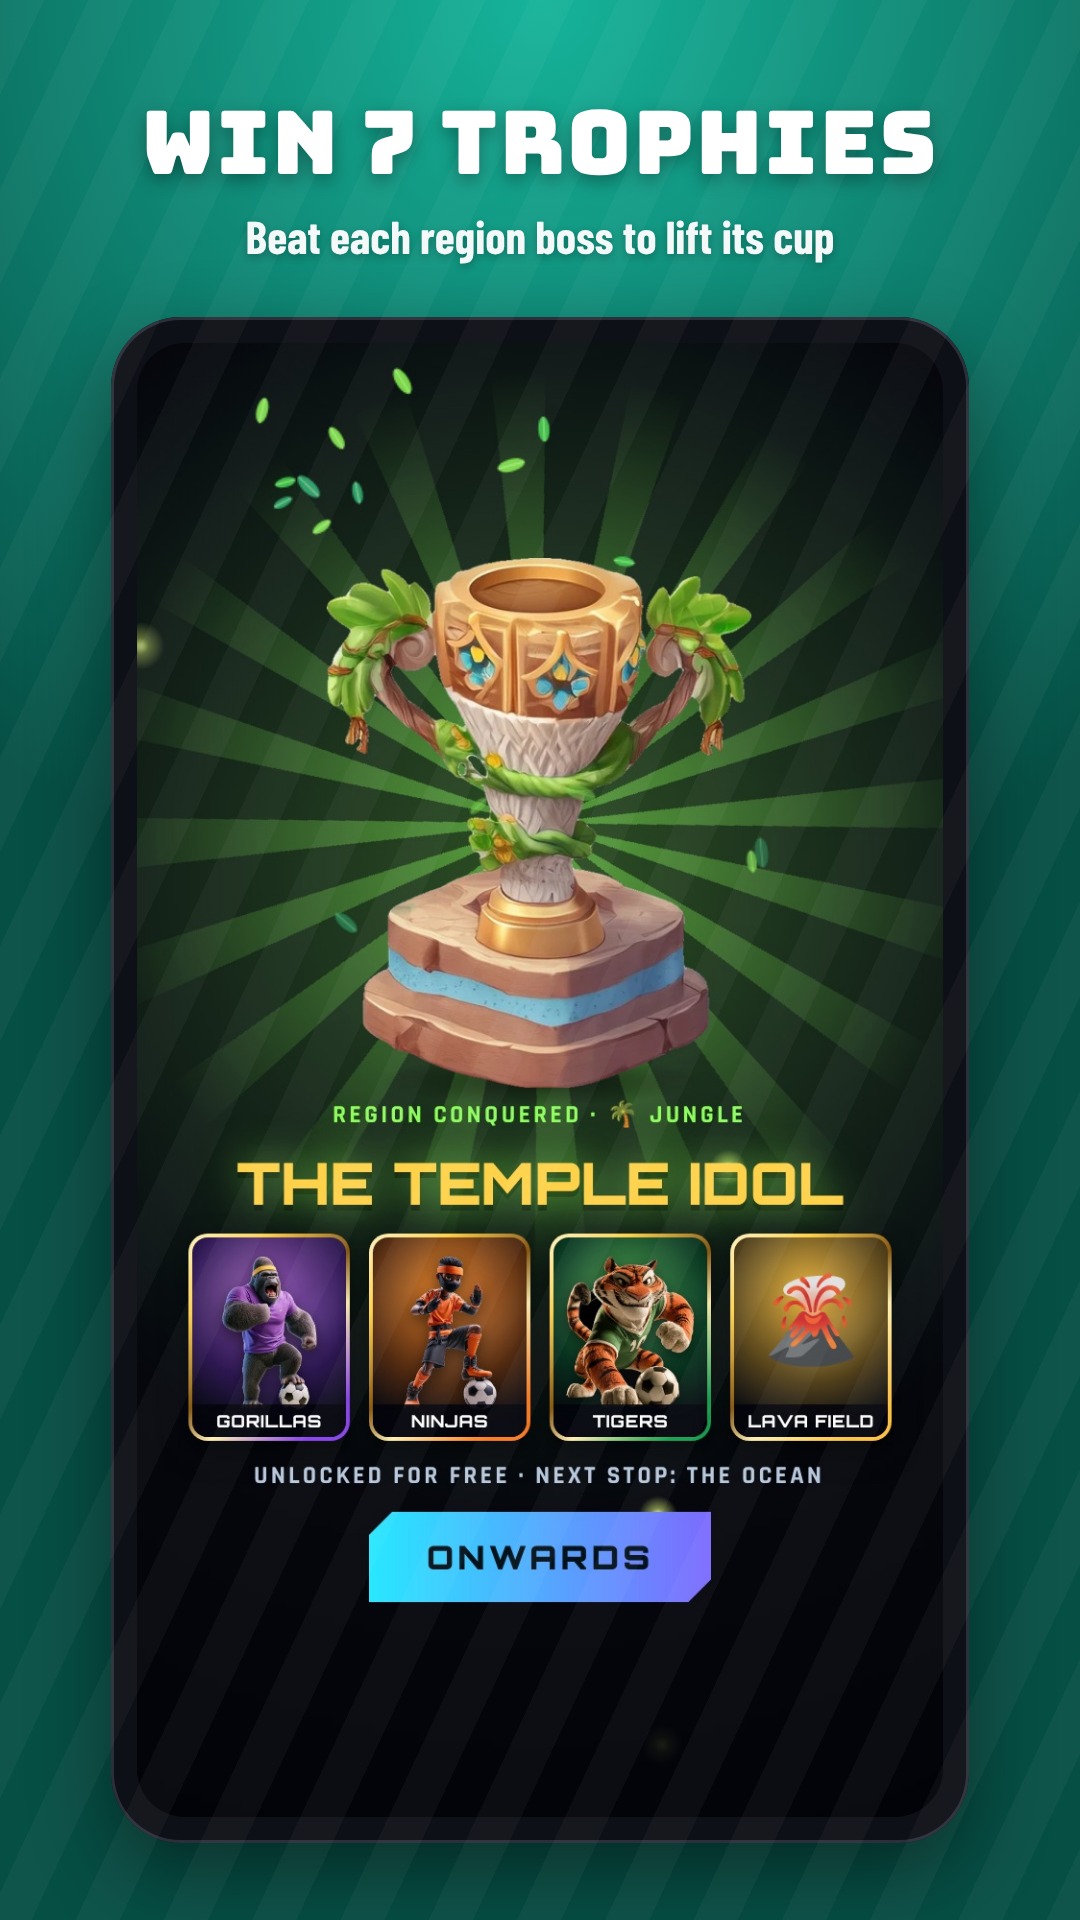 WIN 7 TROPHIES
Beat each region boss to lift its cup
REGION CONQUERED · 🌴 JUNGLE
THE TEMPLE IDOL
GORILLAS NINJAS TIGERS LAVA FIELD
UNLOCKED FOR FREE · NEXT STOP: THE OCEAN
ONWARDS